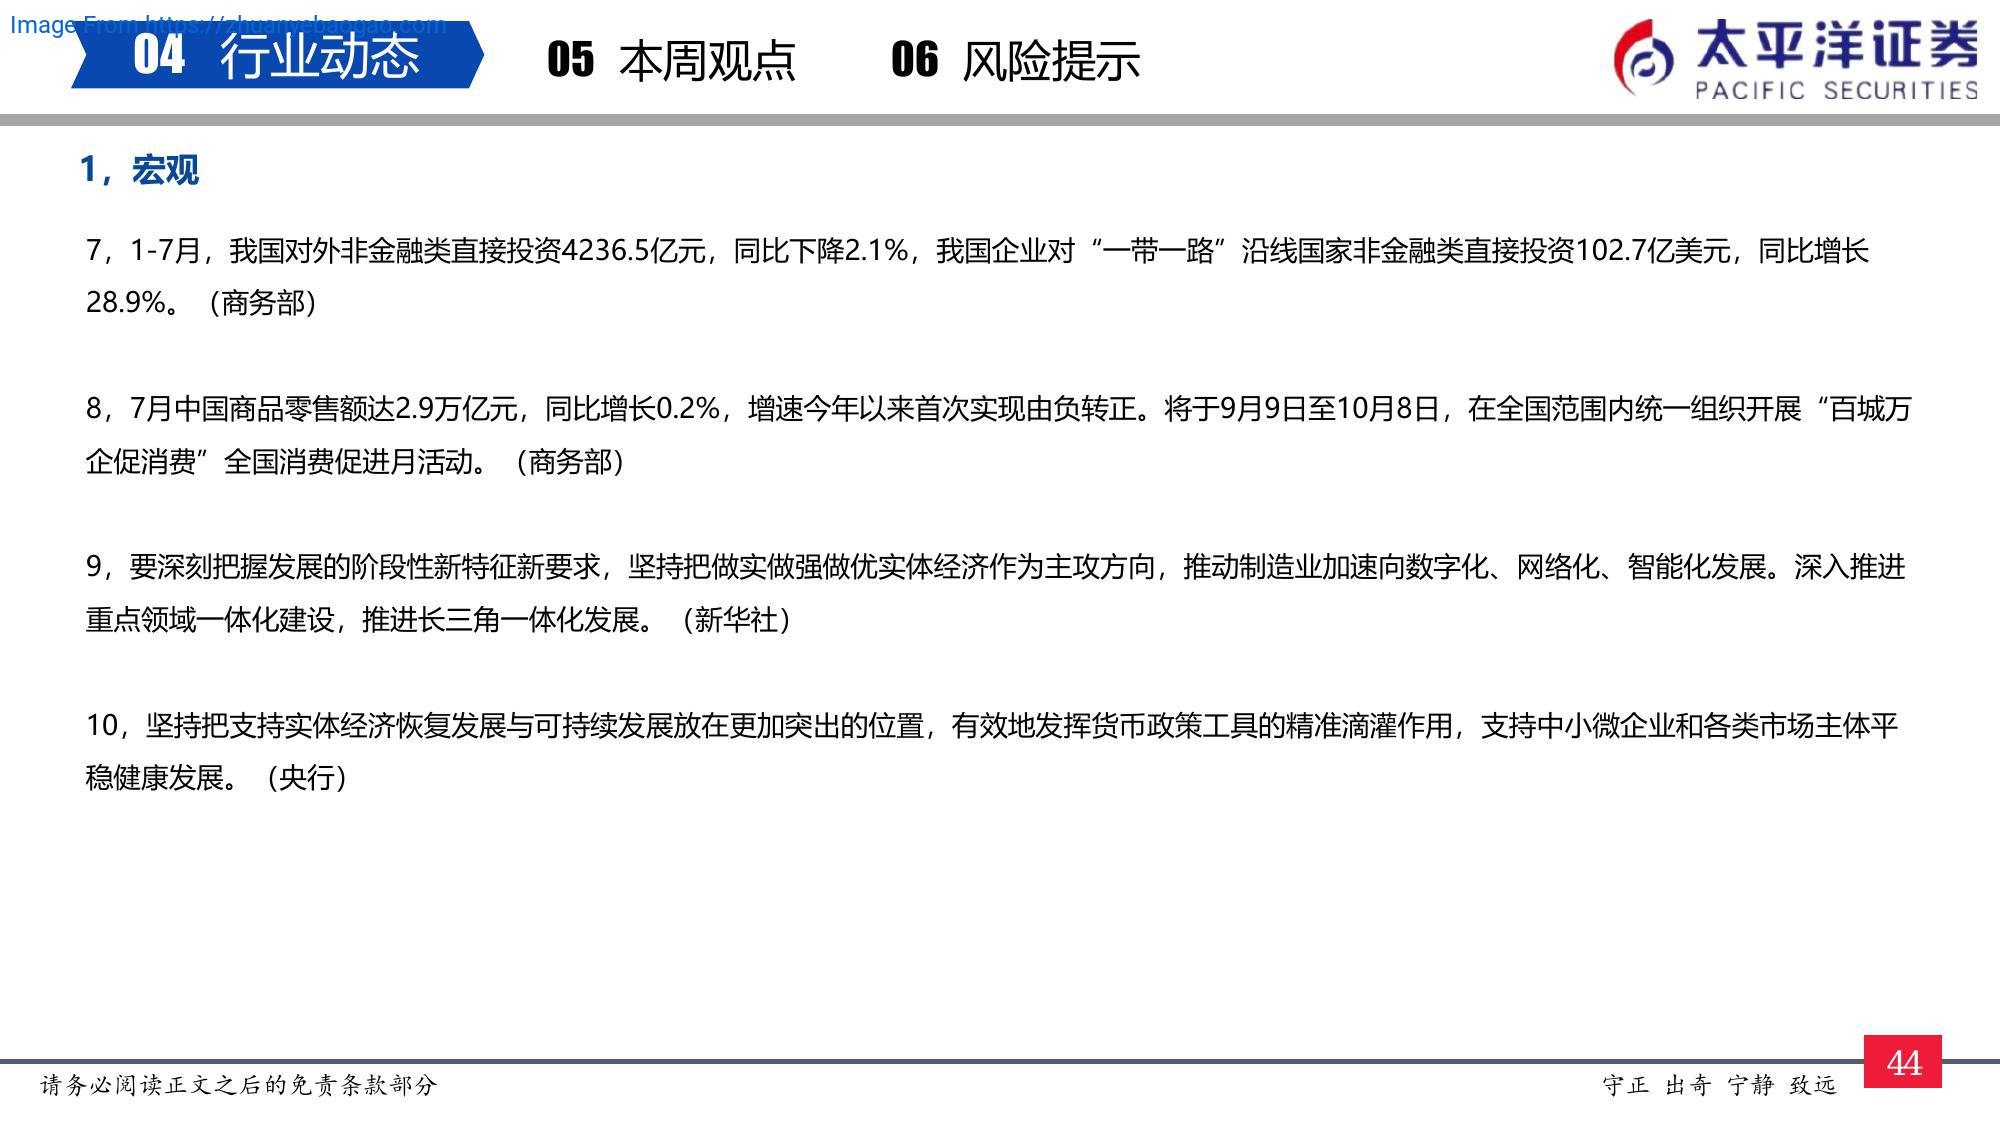 Image From https://zhuanyebaogao.com
04 行业动态 05 本周观点 06 风险提示
太平洋证券
PACIFIC SECURITIES
1，宏观
7，1-7月，我国对外非金融类直接投资4236.5亿元，同比下降2.1%，我国企业对“一带一路”沿线国家非金融类直接投资102.7亿美元，同比增长
28.9%。（商务部）
8，7月中国商品零售额达2.9万亿元，同比增长0.2%，增速今年以来首次实现由负转正。将于9月9日至10月8日，在全国范围内统一组织开展“百城万
企促消费”全国消费促进月活动。（商务部）
9，要深刻把握发展的阶段性新特征新要求，坚持把做实做强做优实体经济作为主攻方向，推动制造业加速向数字化、网络化、智能化发展。深入推进
重点领域一体化建设，推进长三角一体化发展。（新华社）
10，坚持把支持实体经济恢复发展与可持续发展放在更加突出的位置，有效地发挥货币政策工具的精准滴灌作用，支持中小微企业和各类市场主体平
稳健康发展。（央行）
请务必阅读正文之后的免责条款部分
守正 出奇 宁静 致远
44